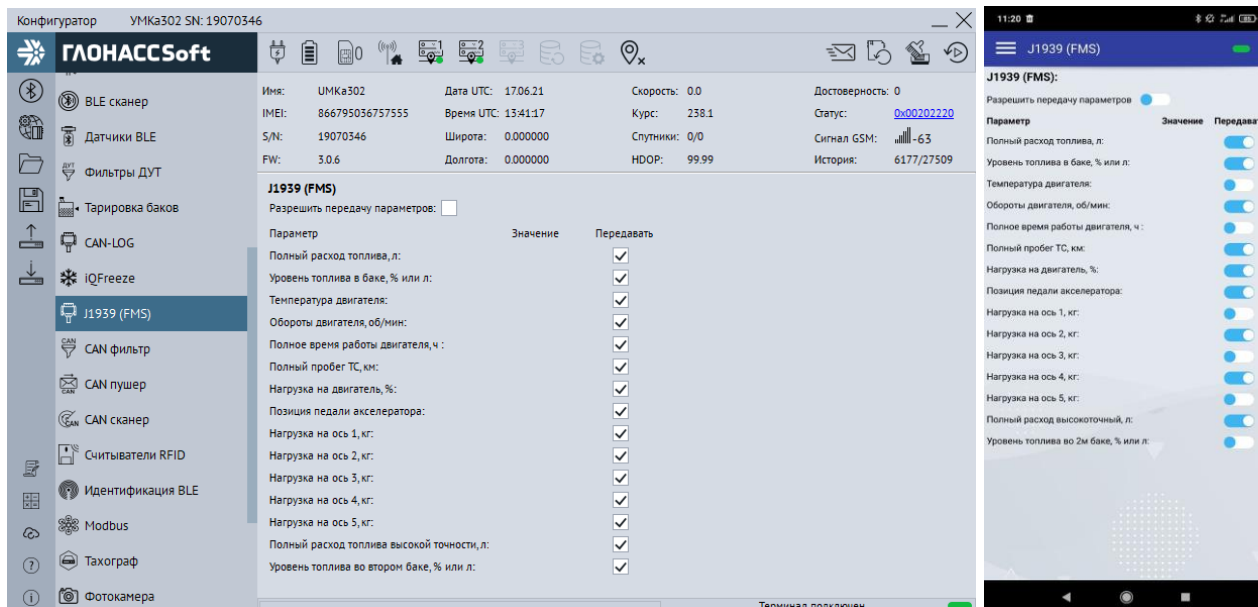 Конфигуратор УМКа302 SN: 19070346
ГЛОНАССSoft
BLE сканер
Датчики BLE
Фильтры ДУТ
Тарировка баков
CAN-LOG
iQFreeze
J1939 (FMS)
CAN фильтр
CAN пушер
CAN сканер
Считыватели RFID
Идентификация BLE
Modbus
Тахограф
Фотокамера
0
1
2
Имя: УМКа302 Дата UTC: 17.06.21 Скорость: 0.0 Достоверность: 0
IMEI: 866795036757555 Время UTC: 13:41:17 Курс: 238.1 Статус: 0x00202220
S/N: 19070346 Широта: 0.000000 Спутники: 0/0 Сигнал GSM: -63
FW: 3.0.6 Долгота: 0.000000 HDOP: 99.99 История: 6177/27509
J1939 (FMS)
Разрешить передачу параметров:
Параметр Значение Передавать
Полный расход топлива, л:
Уровень топлива в баке, % или л:
Температура двигателя:
Обороты двигателя, об/мин:
Полное время работы двигателя, ч :
Полный пробег ТС, км:
Нагрузка на двигатель, %:
Позиция педали акселератора:
Нагрузка на ось 1, кг:
Нагрузка на ось 2, кг:
Нагрузка на ось 3, кг:
Нагрузка на ось 4, кг:
Нагрузка на ось 5, кг:
Полный расход топлива высокой точности, л:
Уровень топлива во втором баке, % или л:
Терминал подключен
11:20
J1939 (FMS)
J1939 (FMS):
Разрешить передачу параметров
Параметр Значение Передава
Полный расход топлива, л:
Уровень топлива в баке, % или л:
Температура двигателя:
Обороты двигателя, об/мин:
Полное время работы двигателя, ч :
Полный пробег ТС, км:
Нагрузка на двигатель, %:
Позиция педали акселератора:
Нагрузка на ось 1, кг:
Нагрузка на ось 2, кг:
Нагрузка на ось 3, кг:
Нагрузка на ось 4, кг:
Нагрузка на ось 5, кг:
Полный расход высокоточный, л:
Уровень топлива во 2м баке, % или л: